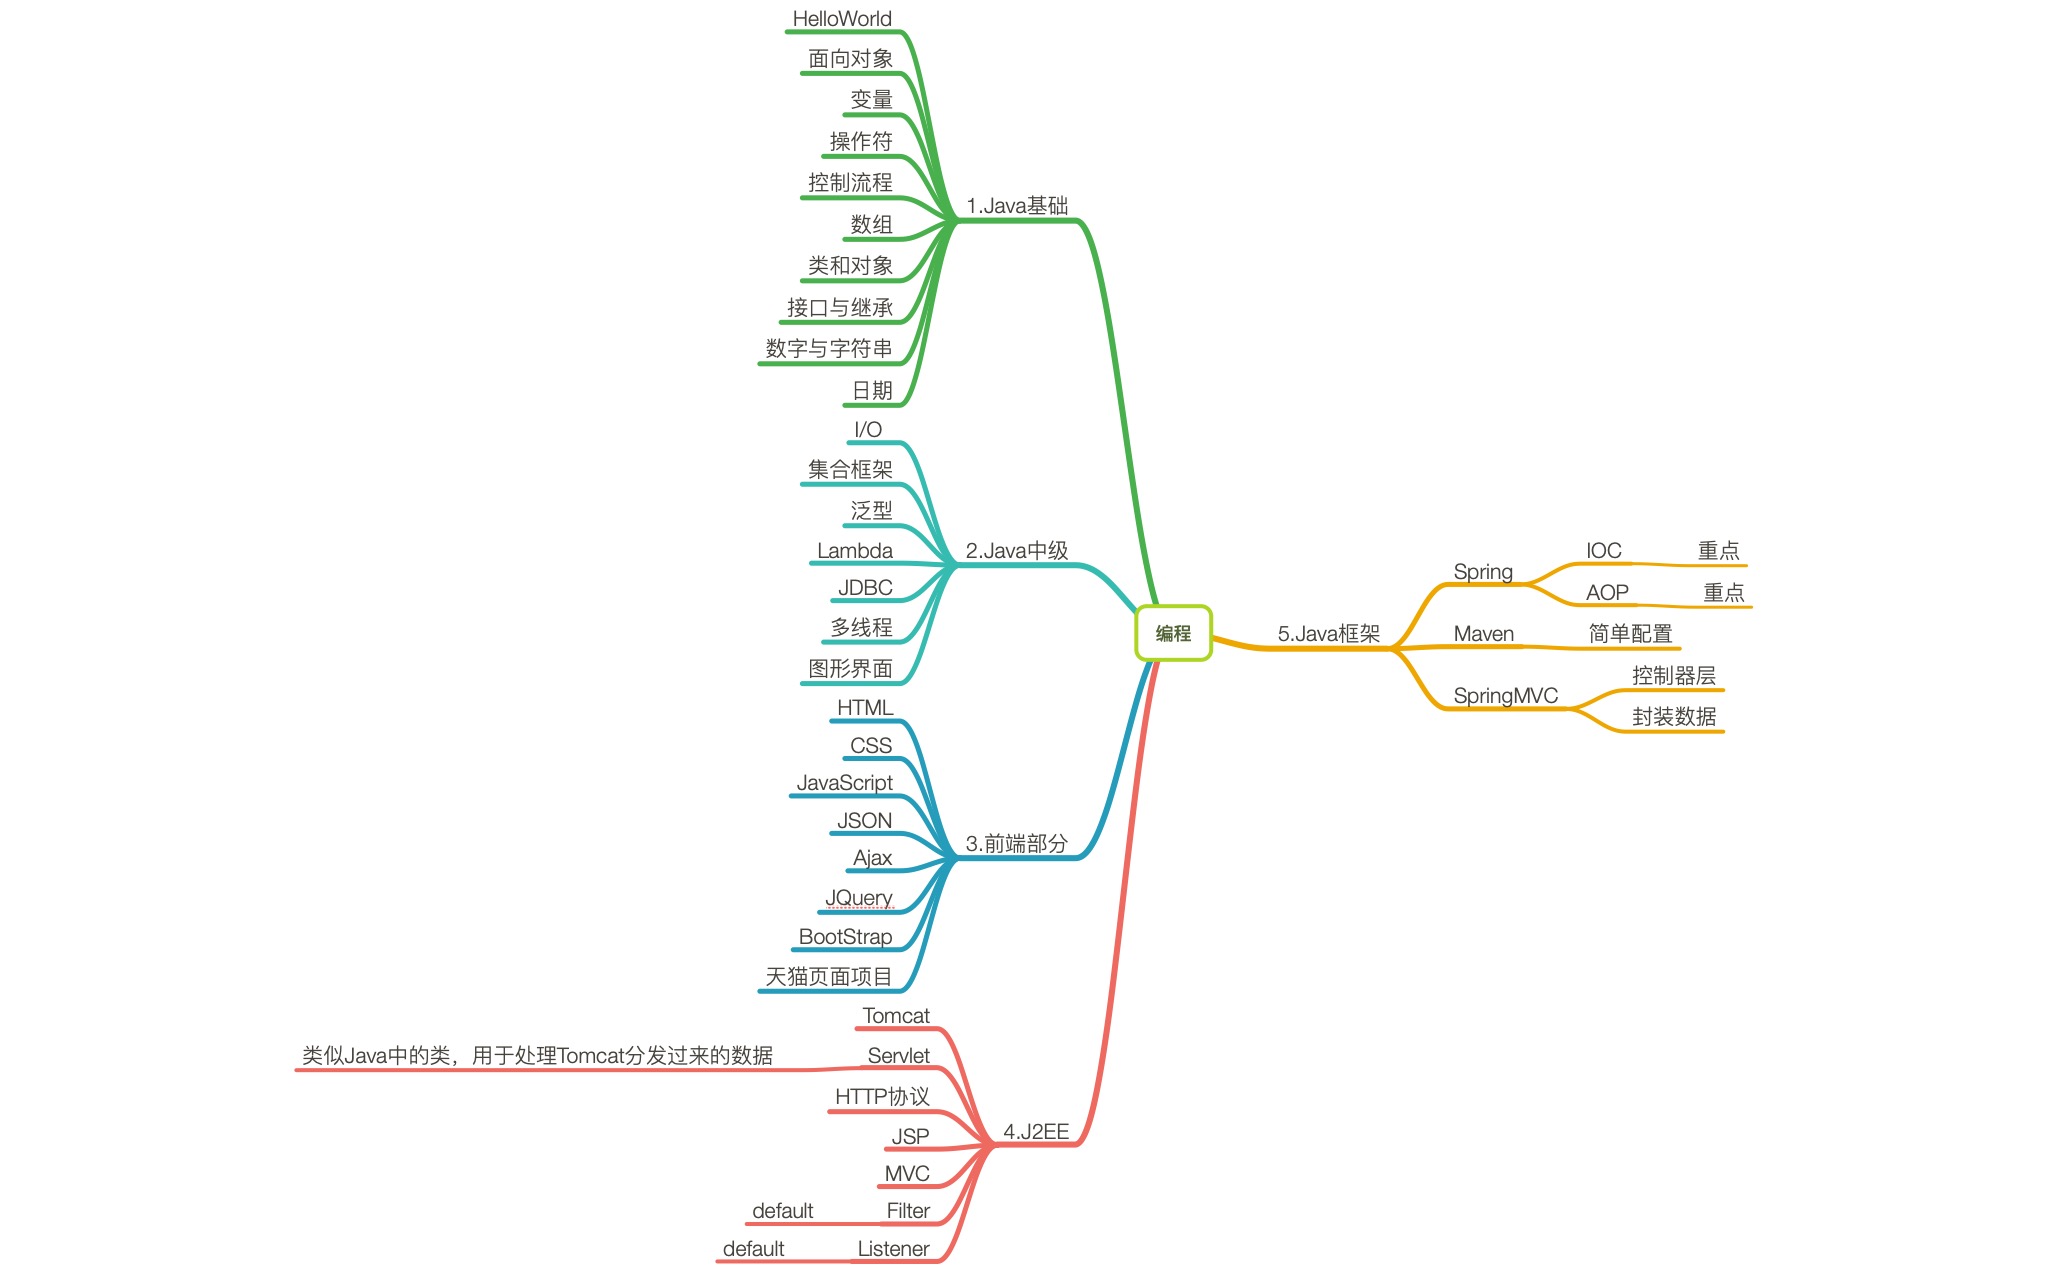 编程
1.Java基础
HelloWorld
面向对象
变量
操作符
控制流程
数组
类和对象
接口与继承
数字与字符串
日期
2.Java中级
I/O
集合框架
泛型
Lambda
JDBC
多线程
图形界面
3.前端部分
HTML
CSS
JavaScript
JSON
Ajax
JQuery
BootStrap
天猫页面项目
4.J2EE
Tomcat
Servlet
类似Java中的类，用于处理Tomcat分发过来的数据
HTTP协议
JSP
MVC
Filter
default
Listener
default
5.Java框架
Spring
IOC
重点
AOP
重点
Maven
简单配置
SpringMVC
控制器层
封装数据